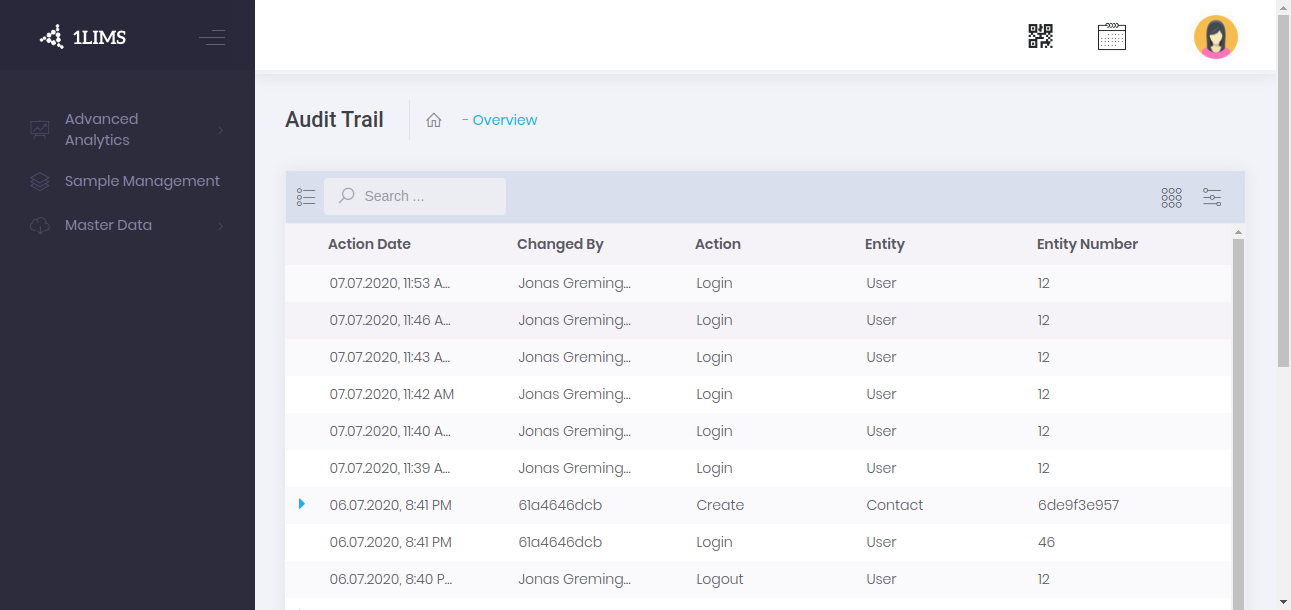 1LIMS
Advanced
Analytics
Sample Management
Master Data
Audit Trail - Overview
Search ...
Action Date Changed By Action Entity Entity Number
07.07.2020, 11:53 A... Jonas Greming... Login User 12
07.07.2020, 11:46 A... Jonas Greming... Login User 12
07.07.2020, 11:43 A... Jonas Greming... Login User 12
07.07.2020, 11:42 AM Jonas Greming... Login User 12
07.07.2020, 11:40 A... Jonas Greming... Login User 12
07.07.2020, 11:39 A... Jonas Greming... Login User 12
06.07.2020, 8:41 PM 61a4646dcb Create Contact 6de9f3e957
06.07.2020, 8:41 PM 61a4646dcb Login User 46
06.07.2020, 8:40 P... Jonas Greming... Logout User 12